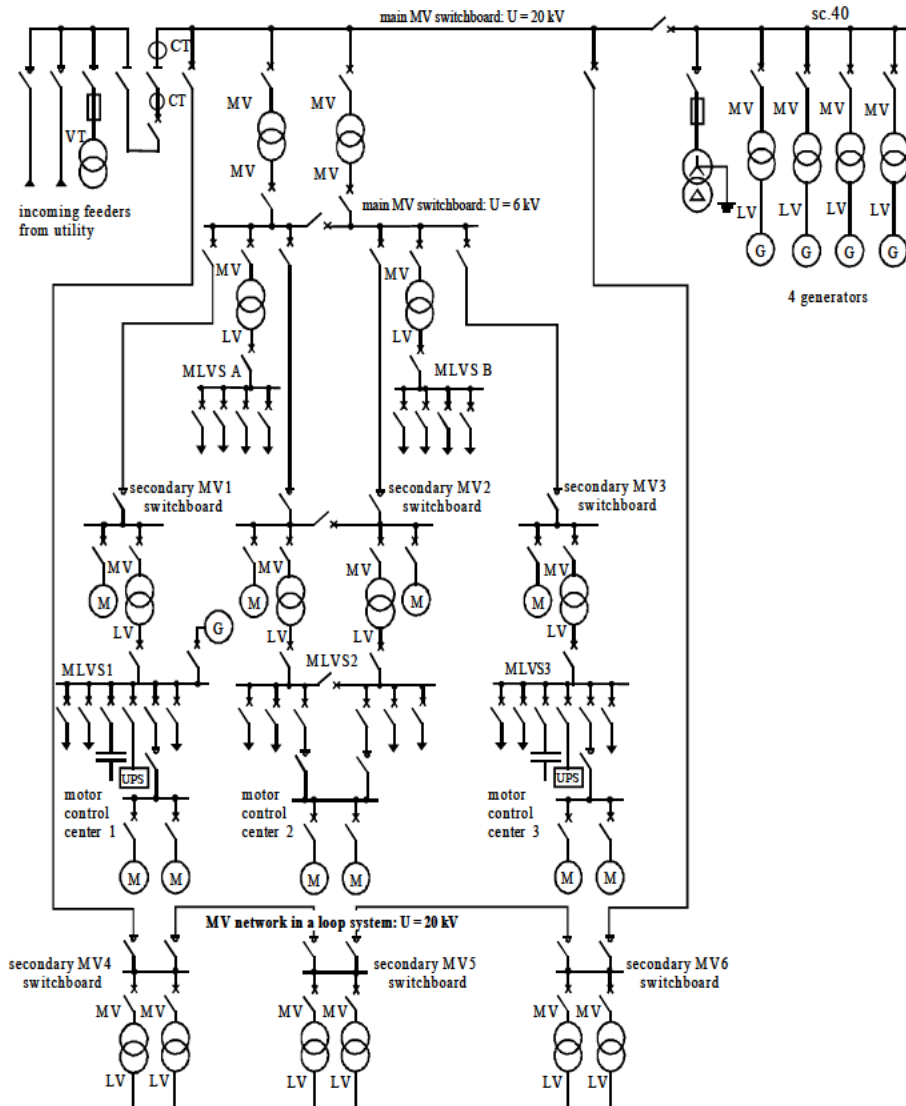 main MV switchboard: U = 20 kV
sc.40
CT
CT
VT
MV
MV
MV
MV
MV
MV
MV
MV
incoming feeders
from utility
main MV switchboard: U = 6 kV
LV
LV
LV
LV
G
G
G
G
4 generators
MV
MV
LV
LV
MLVS A
MLVS B
secondary MV1
switchboard
secondary MV2
switchboard
secondary MV3
switchboard
MV
MV
MV
M
M
M
M
LV
LV
LV
G
MLVS1
MLVS2
MLVS3
UPS
UPS
motor
control
center 1
motor
control
center 2
motor
control
center 3
M
M
M
M
M
M
MV network in a loop system: U = 20 kV
secondary MV4
switchboard
secondary MV5
switchboard
secondary MV6
switchboard
MV
MV
MV
MV
MV
MV
LV
LV
LV
LV
LV
LV